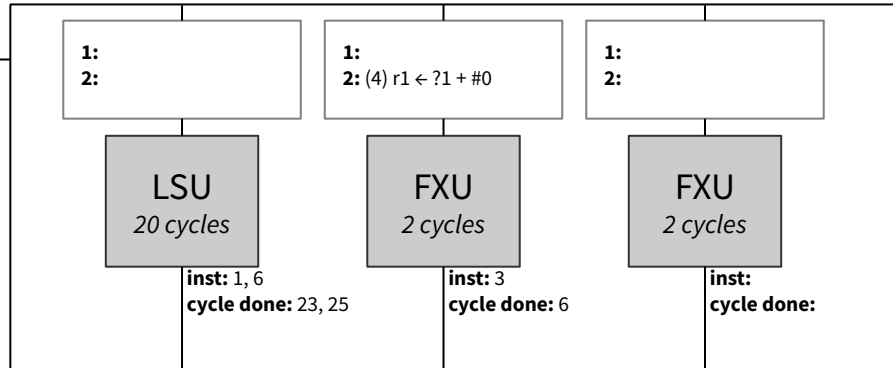 1:
2:
1:
2: (4) r1 ← ?1 + #0
1:
2:
LSU
20 cycles
FXU
2 cycles
FXU
2 cycles
inst: 1, 6
cycle done: 23, 25
inst: 3
cycle done: 6
inst:
cycle done: